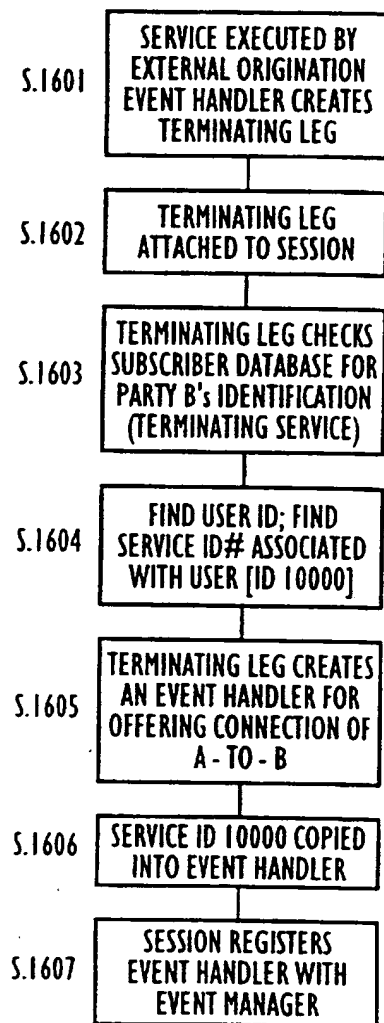 S.1601
SERVICE EXECUTED BY
EXTERNAL ORIGINATION
EVENT HANDLER CREATES
TERMINATING LEG
S.1602
TERMINATING LEG
ATTACHED TO SESSION
S.1603
TERMINATING LEG CHECKS
SUBSCRIBER DATABASE FOR
PARTY B's IDENTIFICATION
(TERMINATING SERVICE)
S.1604
FIND USER ID; FIND
SERVICE ID# ASSOCIATED
WITH USER [ID 10000]
S.1605
TERMINATING LEG CREATES
AN EVENT HANDLER FOR
OFFERING CONNECTION OF
A - TO - B
S.1606
SERVICE ID 10000 COPIED
INTO EVENT HANDLER
S.1607
SESSION REGISTERS
EVENT HANDLER WITH
EVENT MANAGER